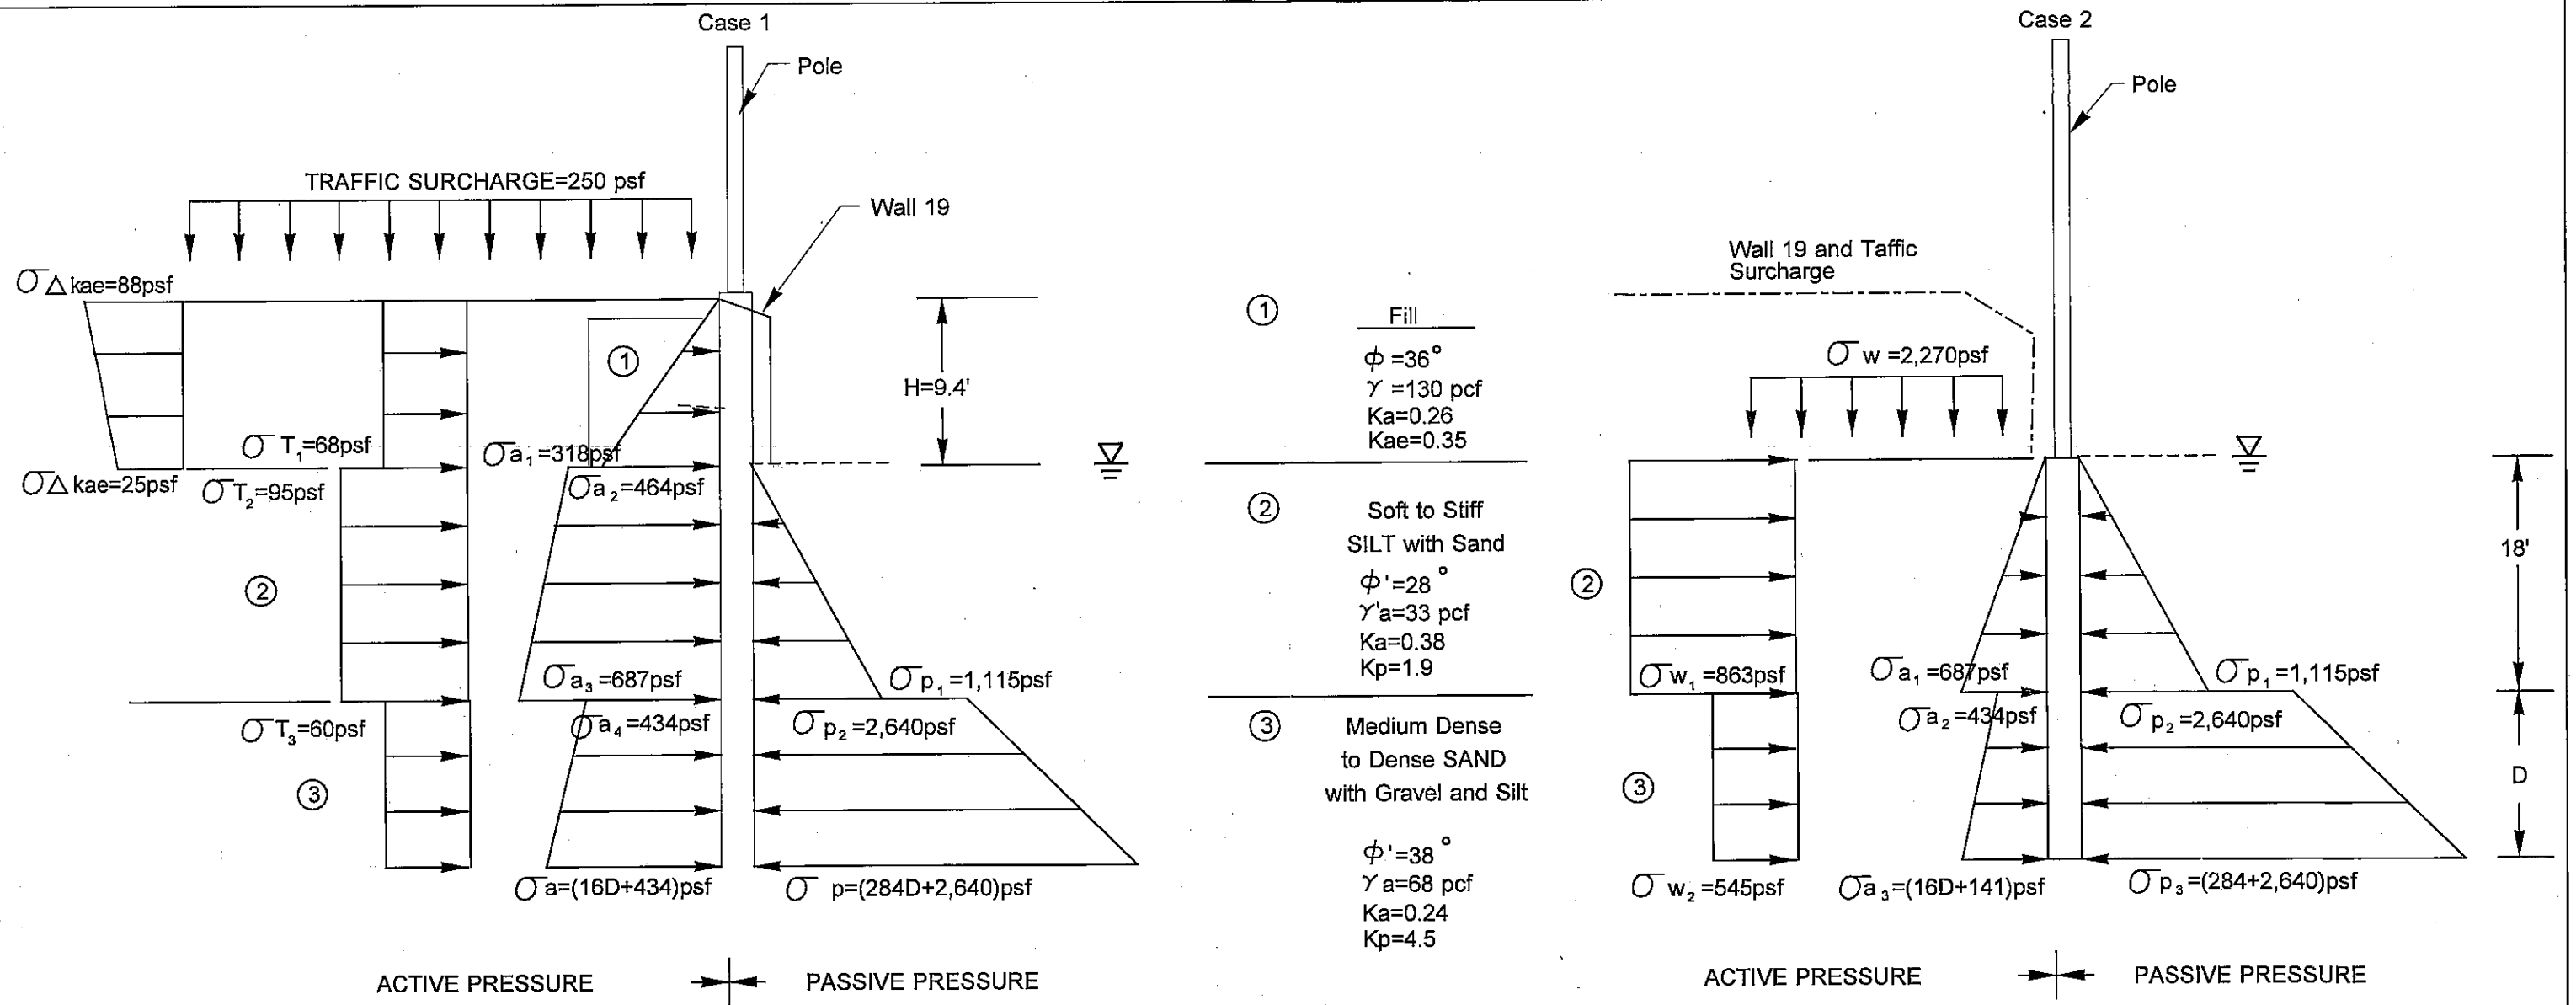 Case 1
Pole
TRAFFIC SURCHARGE=250 psf
Wall 19
σ△kae=88psf
1
H=9.4'
σT₁=68psf
σa₁=318psf
σ△kae=25psf
σT₂=95psf
σa₂=464psf
2
σa₃=687psf
σp₁=1,115psf
σT₃=60psf
σa₄=434psf
σp₂=2,640psf
3
σa=(16D+434)psf
σp=(284D+2,640)psf
ACTIVE PRESSURE
PASSIVE PRESSURE
1
Fill
φ=36°
γ=130 pcf
Ka=0.26
Kae=0.35
2
Soft to Stiff
SILT with Sand
φ'=28°
γ'a=33 pcf
Ka=0.38
Kp=1.9
3
Medium Dense
to Dense SAND
with Gravel and Silt
φ'=38°
γa=68 pcf
Ka=0.24
Kp=4.5
Case 2
Pole
Wall 19 and Taffic
Surcharge
σw=2,270psf
2
18'
σw₁=863psf
σa₁=687psf
σp₁=1,115psf
σa₂=434psf
σp₂=2,640psf
3
D
σw₂=545psf
σa₃=(16D+141)psf
σp₃=(284+2,640)psf
ACTIVE PRESSURE
PASSIVE PRESSURE